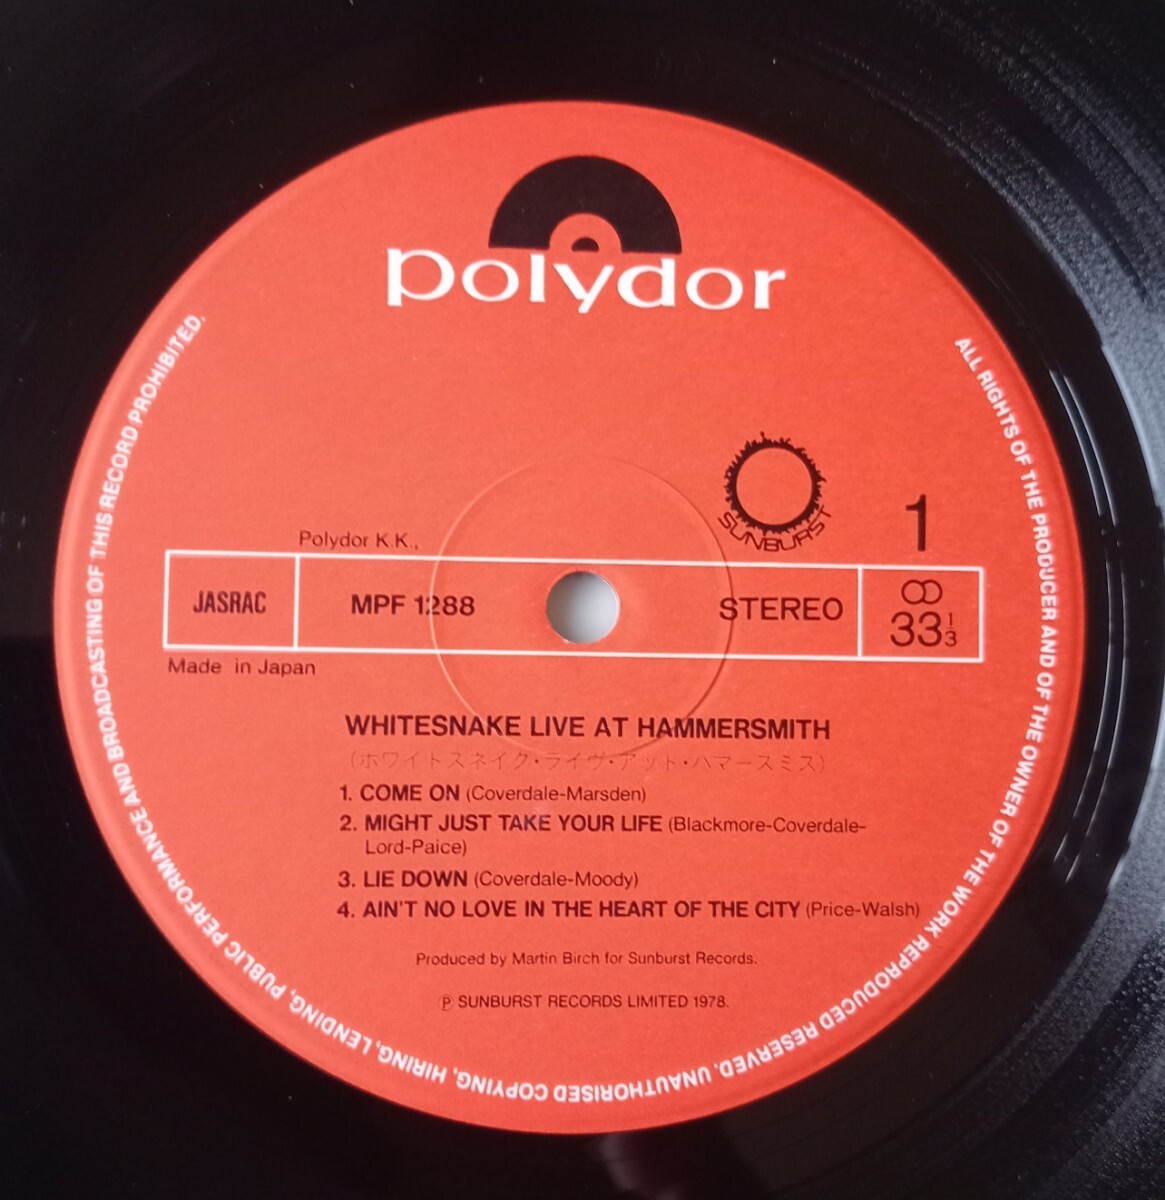 polydor
SUNBURST
1
Polydor K.K.,
JASRAC
MPF 1288
STEREO
33 1/3
Made in Japan
WHITESNAKE LIVE AT HAMMERSMITH
(ホワイトスネイク・ライヴ・アット・ハマースミス)
1. COME ON (Coverdale-Marsden)
2. MIGHT JUST TAKE YOUR LIFE (Blackmore-Coverdale-
Lord-Paice)
3. LIE DOWN (Coverdale-Moody)
4. AIN'T NO LOVE IN THE HEART OF THE CITY (Price-Walsh)
Produced by Martin Birch for Sunburst Records.
℗ SUNBURST RECORDS LIMITED 1978.
ALL RIGHTS OF THE PRODUCER AND OF THE OWNER OF THE WORK REPRODUCED RESERVED. UNAUTHORISED COPYING, HIRING, LENDING, PUBLIC PERFORMANCE AND BROADCASTING OF THIS RECORD PROHIBITED.